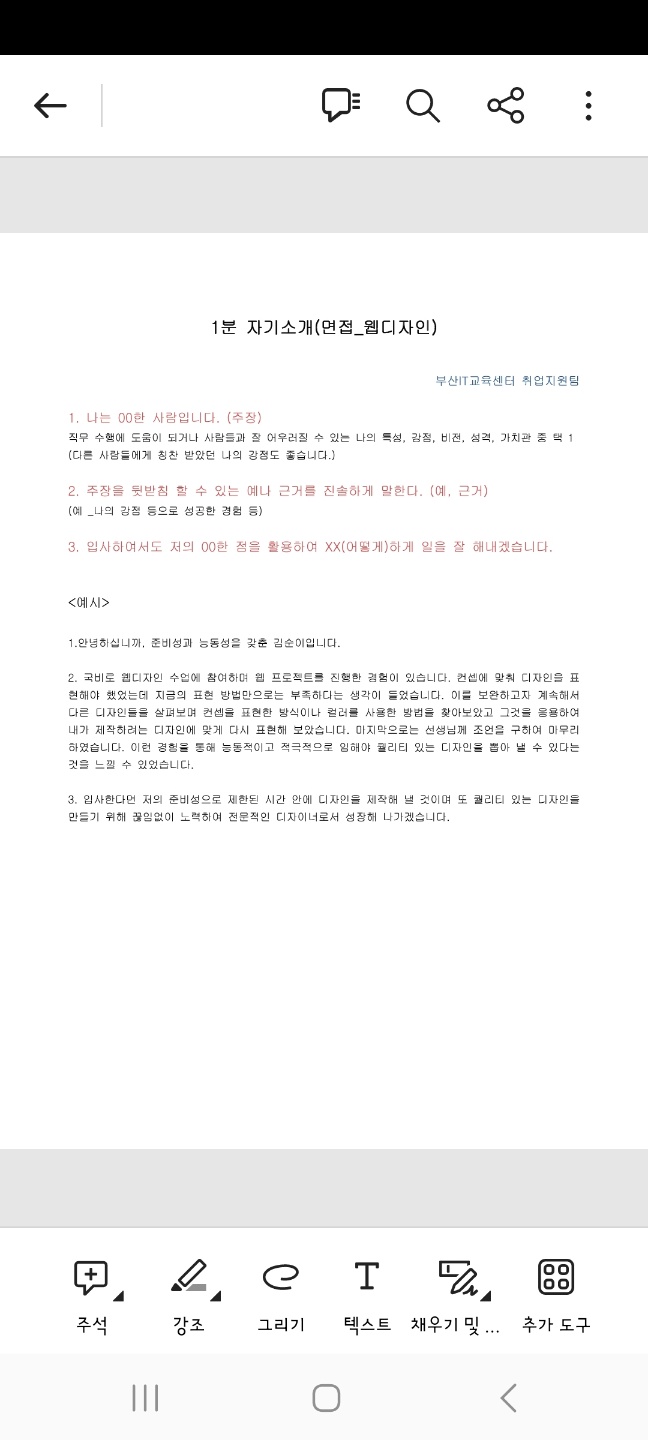 1분 자기소개(면접_웹디자인)
부산IT교육센터 취업지원팀
1. 나는 00한 사람입니다. (주장)
직무 수행에 도움이 되거나 사람들과 잘 어우러질 수 있는 나의 특성, 강점, 비전, 성격, 가치관 중 택 1
(다른 사람들에게 칭찬 받았던 나의 강점도 좋습니다.)
2. 주장을 뒷받침 할 수 있는 예나 근거를 진솔하게 말한다. (예, 근거)
(예 _나의 강점 등으로 성공한 경험 등)
3. 입사하여서도 저의 00한 점을 활용하여 XX(어떻게)하게 일을 잘 해내겠습니다.
<예시>
1.안녕하십니까, 준비성과 능동성을 갖춘 김순이입니다.
2. 국비로 웹디자인 수업에 참여하며 웹 프로젝트를 진행한 경험이 있습니다. 컨셉에 맞춰 디자인을 표
현해야 했었는데 지금의 표현 방법만으로는 부족하다는 생각이 들었습니다. 이를 보완하고자 계속해서
다른 디자인들을 살펴보며 컨셉을 표현한 방식이나 컬러를 사용한 방법을 찾아보았고 그것을 응용하여
내가 제작하려는 디자인에 맞게 다시 표현해 보았습니다. 마지막으로는 선생님께 조언을 구하여 마무리
하였습니다. 이런 경험을 통해 능동적이고 적극적으로 임해야 퀄리티 있는 디자인을 뽑아 낼 수 있다는
것을 느낄 수 있었습니다.
3. 입사한다면 저의 준비성으로 제한된 시간 안에 디자인을 제작해 낼 것이며 또 퀄리티 있는 디자인을
만들기 위해 끊임없이 노력하여 전문적인 디자이너로서 성장해 나가겠습니다.
주석 강조 그리기 텍스트 채우기 및 ... 추가 도구